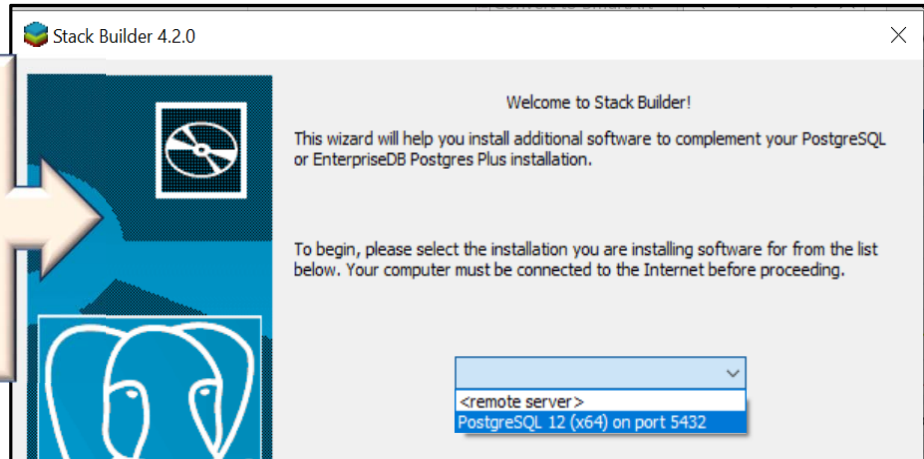 Stack Builder 4.2.0
Welcome to Stack Builder!
This wizard will help you install additional software to complement your PostgreSQL
or EnterpriseDB Postgres Plus installation.
To begin, please select the installation you are installing software for from the list
below. Your computer must be connected to the Internet before proceeding.
<remote server>
PostgreSQL 12 (x64) on port 5432